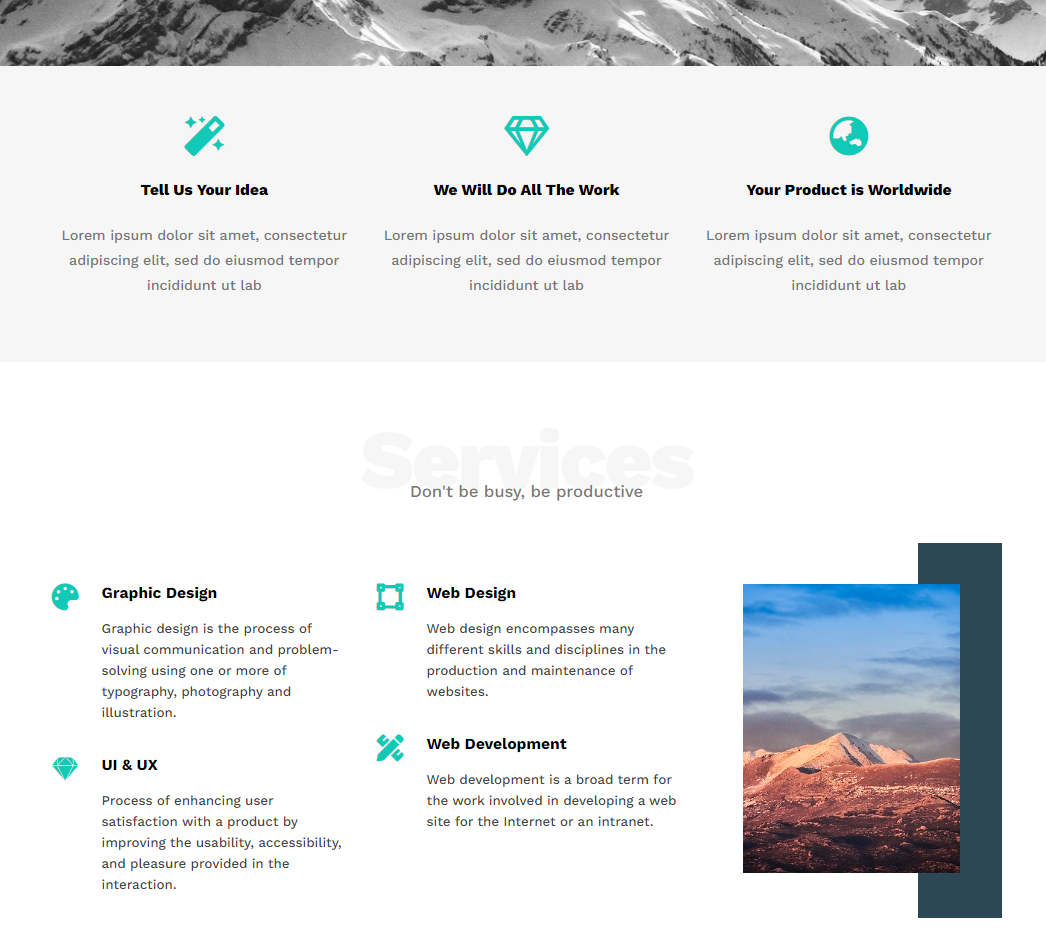 Tell Us Your Idea
Lorem ipsum dolor sit amet, consectetur
adipiscing elit, sed do eiusmod tempor
incididunt ut lab
We Will Do All The Work
Lorem ipsum dolor sit amet, consectetur
adipiscing elit, sed do eiusmod tempor
incididunt ut lab
Your Product is Worldwide
Lorem ipsum dolor sit amet, consectetur
adipiscing elit, sed do eiusmod tempor
incididunt ut lab
Services
Don't be busy, be productive
Graphic Design
Graphic design is the process of
visual communication and problem-
solving using one or more of
typography, photography and
illustration.
UI & UX
Process of enhancing user
satisfaction with a product by
improving the usability, accessibility,
and pleasure provided in the
interaction.
Web Design
Web design encompasses many
different skills and disciplines in the
production and maintenance of
websites.
Web Development
Web development is a broad term for
the work involved in developing a web
site for the Internet or an intranet.